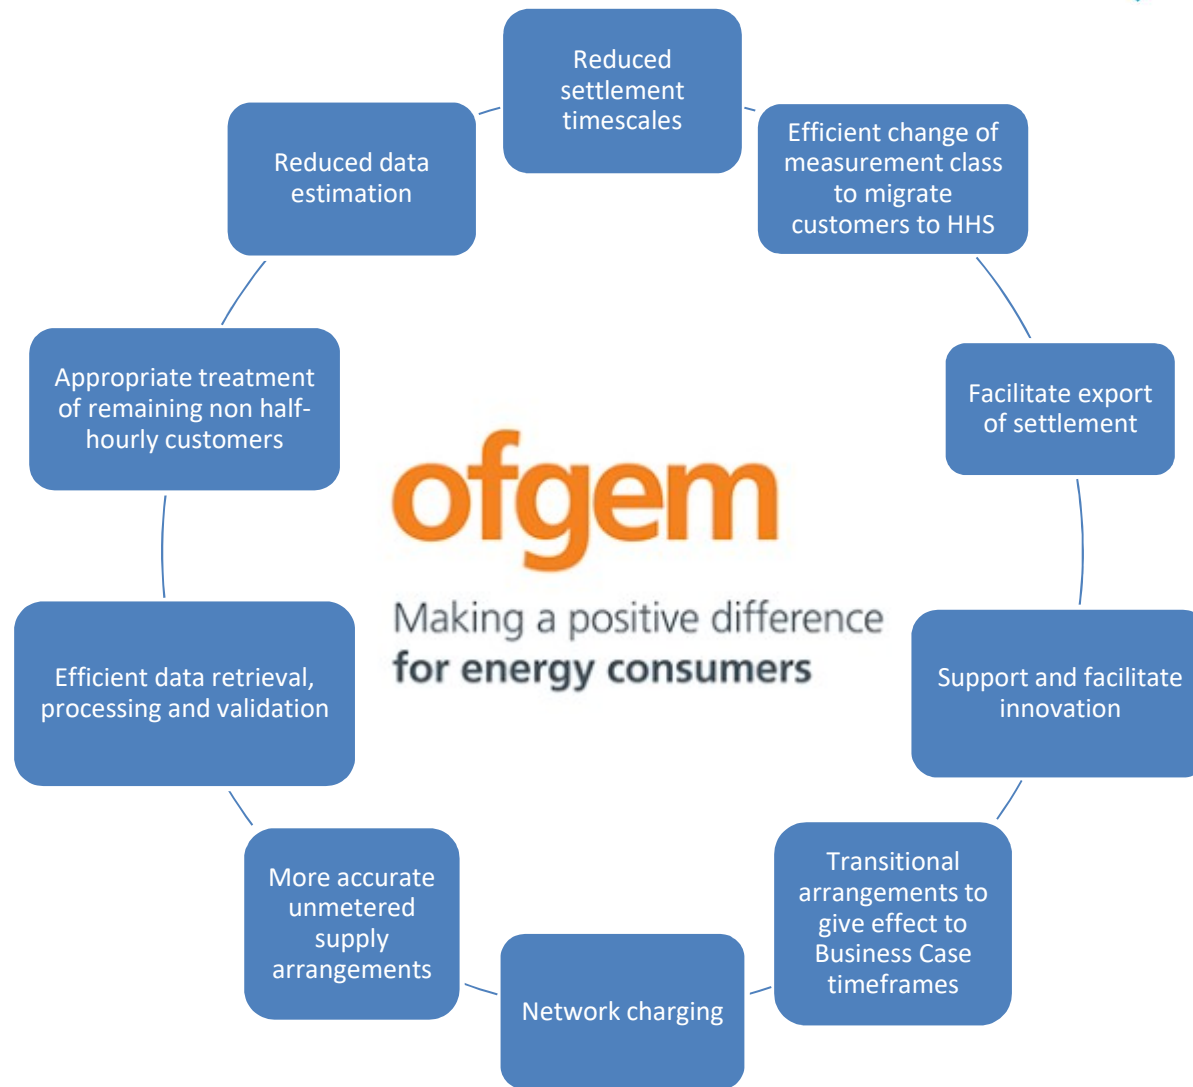 Reduced
settlement
timescales
Efficient change of
measurement class
to migrate
customers to HHS
Facilitate export
of settlement
Support and facilitate
innovation
Transitional
arrangements to
give effect to
Business Case
timeframes
Network charging
More accurate
unmetered
supply
arrangements
Efficient data retrieval,
processing and validation
Appropriate treatment
of remaining non half-
hourly customers
Reduced data
estimation
ofgem
Making a positive difference
for energy consumers